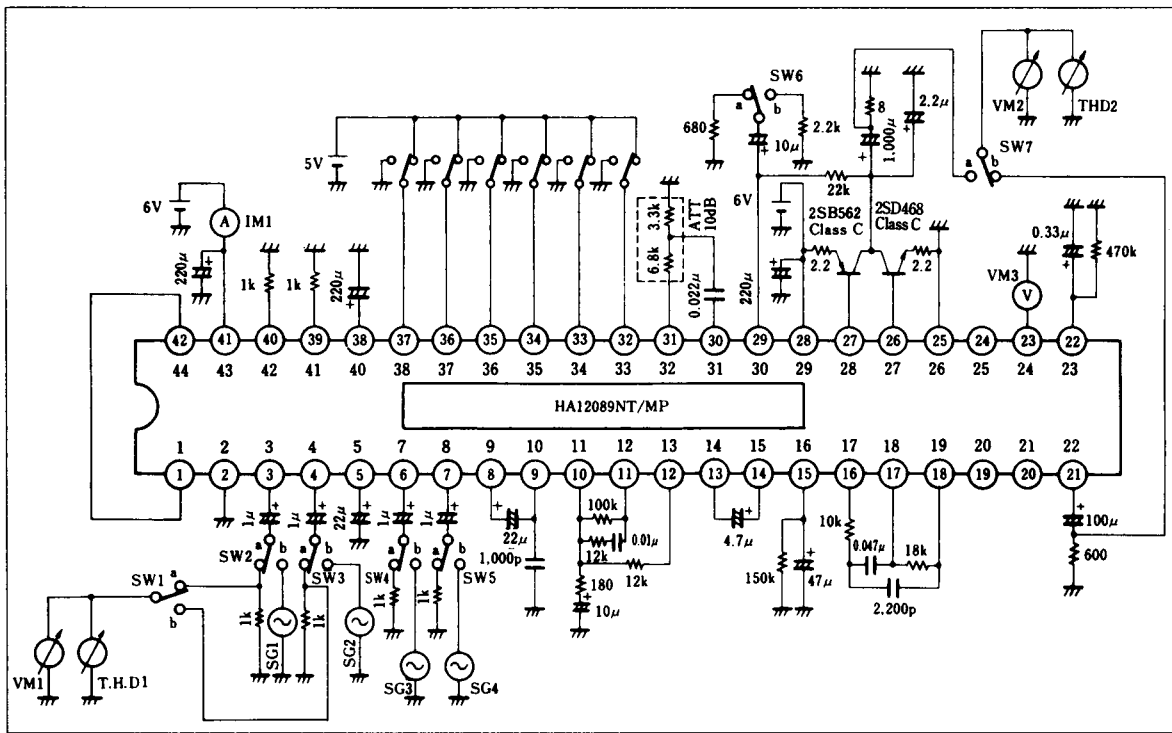 SW6
a
b
680
10μ
+
2.2k
8
1.000μ
+
2.2μ
+
VM2
THD2
a
b
SW7
5V
6V
A
IM1
220μ
+
1k
1k
220μ
+
3.3k
6.8k
ATT
10dB
0.022μ
22k
6V
220μ
+
2SB562
Class C
2SD468
Class C
2.2
2.2
VM3
V
0.33μ
+
470k
42 41 40 39 38 37 36 35 34 33 32 31 30 29 28 27 26 25 24 23 22
44 43 42 41 40 38 37 36 35 34 33 32 31 30 29 27 26 25 24 23
HA12089NT/MP
1 2 3 4 5 7 8 9 10 11 12 13 14 15 16 17 18 19 20 21 22
1 2 3 4 5 6 7 8 9 10 11 12 13 14 15 16 17 18 19 20 21
1μ
+
1μ
+
22μ
+
1μ
+
1μ
+
+
22μ
1,000p
100k
0.01μ
12k
12k
180
10μ
+
+
4.7μ
150k
47μ
+
10k
0.047μ
18k
2,200p
100μ
+
600
SW2
a
b
a
b
SW3
SW4
a
b
a
b
SW5
SW1
a
b
1k
SG1
1k
SG2
1k
SG3
1k
SG4
VM1
T.H.D1